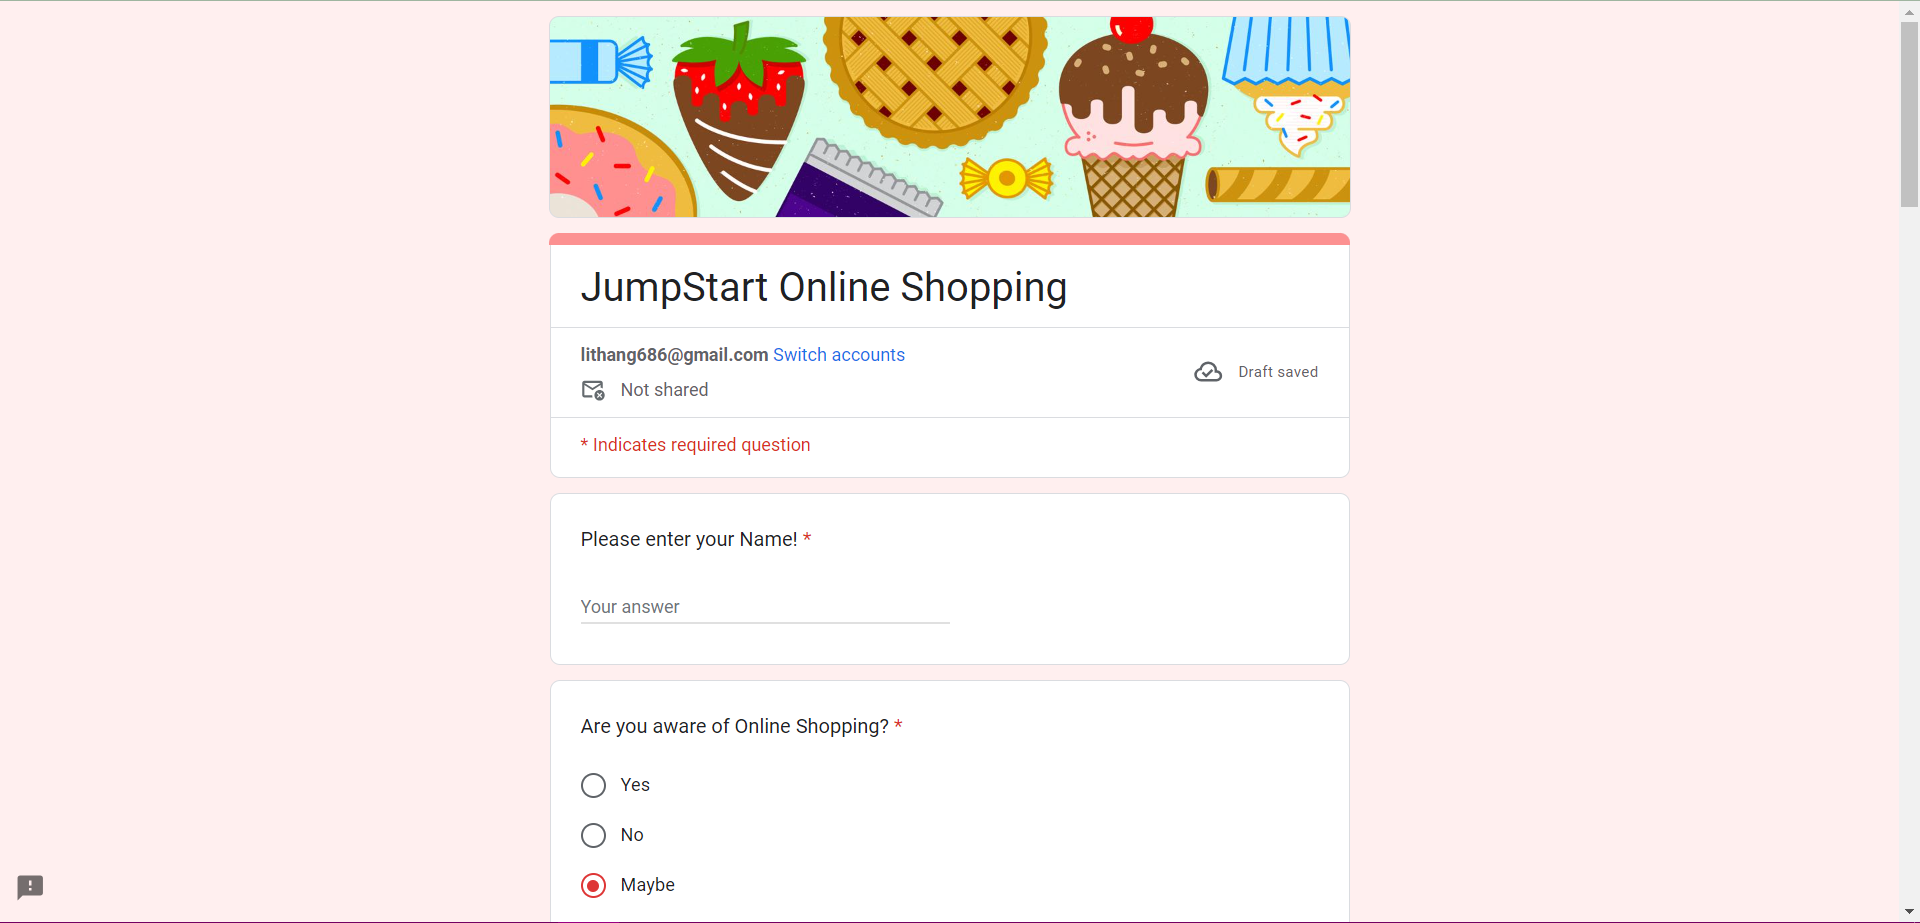 JumpStart Online Shopping
lithang686@gmail.com Switch accounts
Not shared
Draft saved
* Indicates required question
Please enter your Name! *
Your answer
Are you aware of Online Shopping? *
Yes
No
Maybe